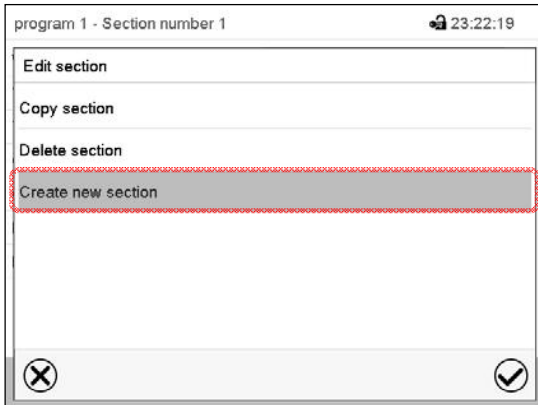 program 1 - Section number 1 23:22:19
Edit section
Copy section
Delete section
Create new section